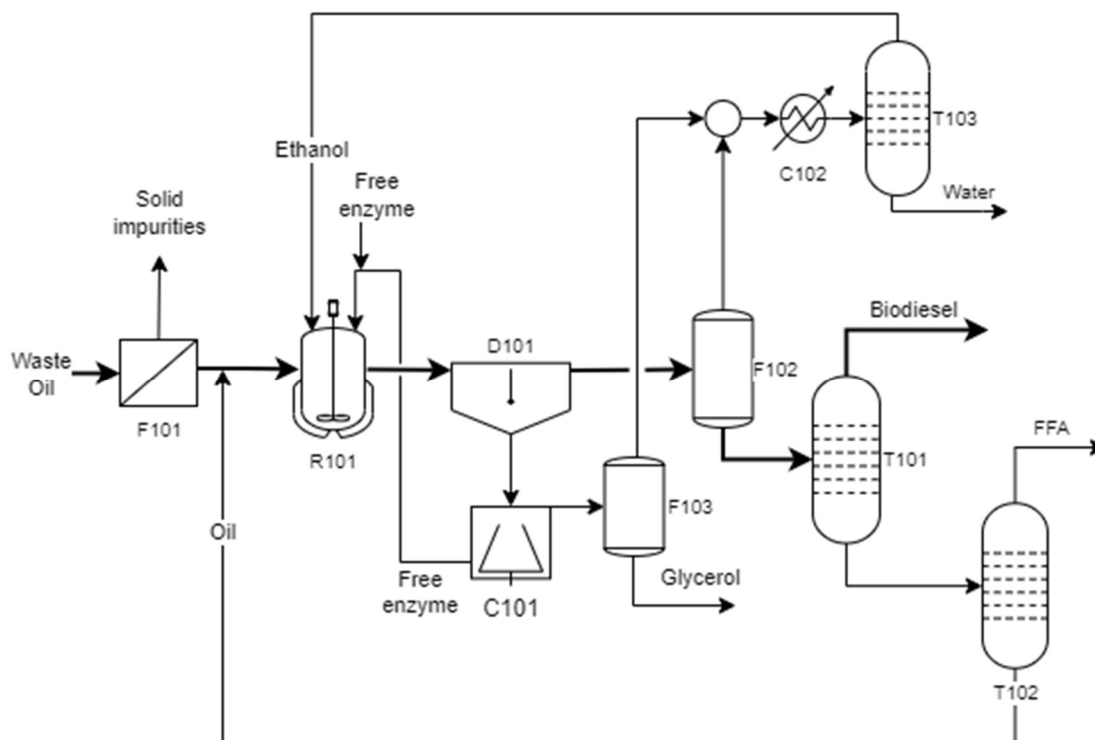 Ethanol
Free
enzyme
T103
C102
Water
Solid
impurities
Biodiesel
Waste
Oil
D101
F102
F101
R101
FFA
T101
Oil
F103
Free
enzyme
C101
Glycerol
T102